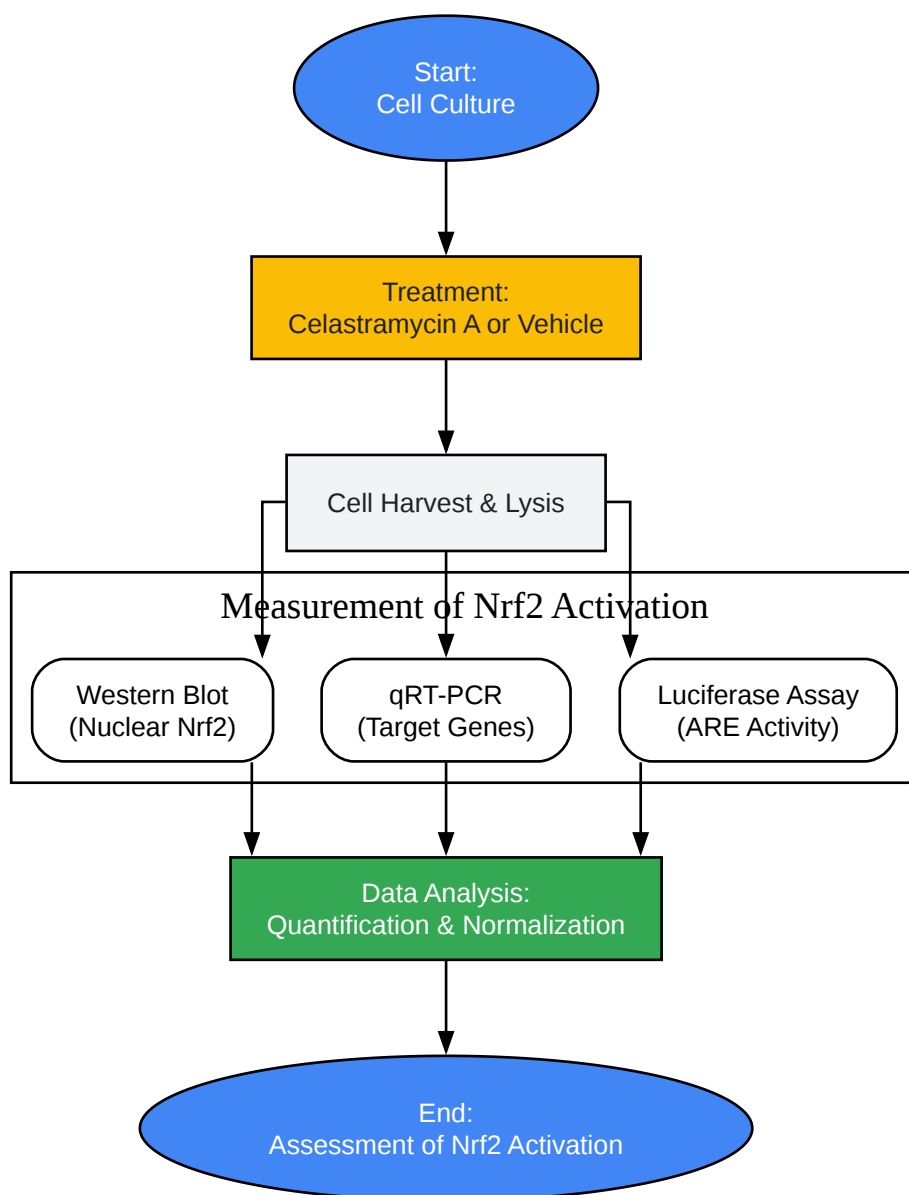 Start:
Cell Culture
Treatment:
Celastramycin A or Vehicle
Cell Harvest & Lysis
Measurement of Nrf2 Activation
Western Blot
(Nuclear Nrf2)
qRT-PCR
(Target Genes)
Luciferase Assay
(ARE Activity)
Data Analysis:
Quantification & Normalization
End:
Assessment of Nrf2 Activation